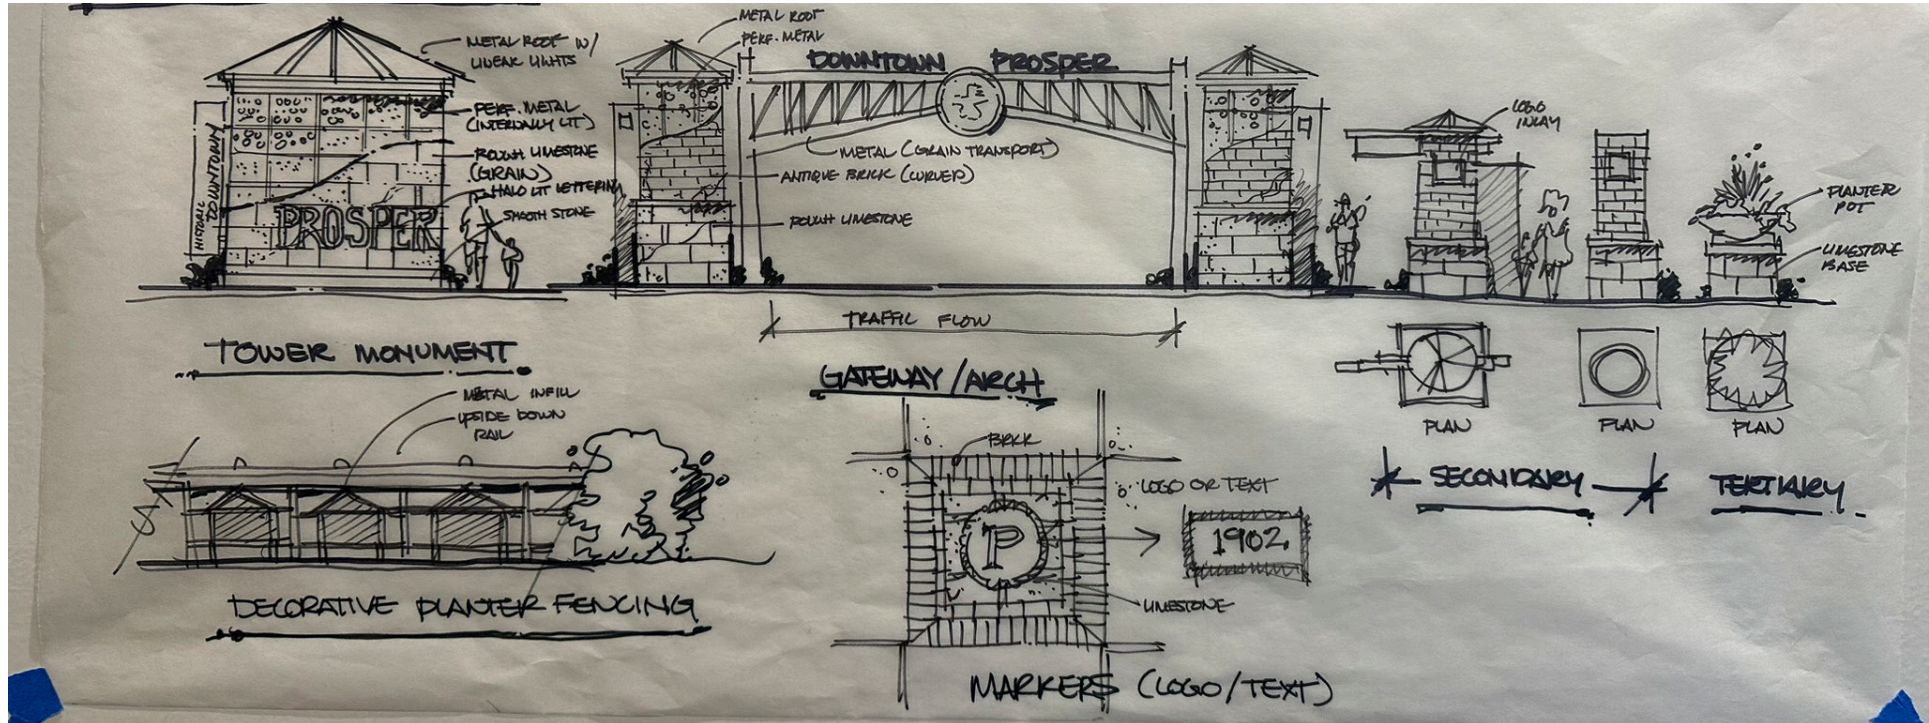 METAL ROOF W/
LINEAR LIGHTS
PERF. METAL
(INTERNALLY LIT)
ROUGH LIMESTONE
(GRAIN)
HALO LIT LETTERING
SMOOTH STONE
HISTORIC
DOWNTOWN
PROSPER
TOWER MONUMENT
METAL ROOF
PERF. METAL
DOWNTOWN PROSPER
METAL (GRAIN TRANSPORT)
ANTIQUE BRICK (CURVED)
ROUGH LIMESTONE
TRAFFIC FLOW
GATEWAY/ARCH
LOGO
INLAY
PLANTER
POT
LIMESTONE
BASE
PLAN
PLAN
PLAN
SECONDARY
TERTIARY
METAL INFILL
UPSIDE DOWN
RAIL
DECORATIVE PLANTER FENCING
BRICK
LOGO OR TEXT
P
1902
LIMESTONE
MARKERS (LOGO/TEXT)